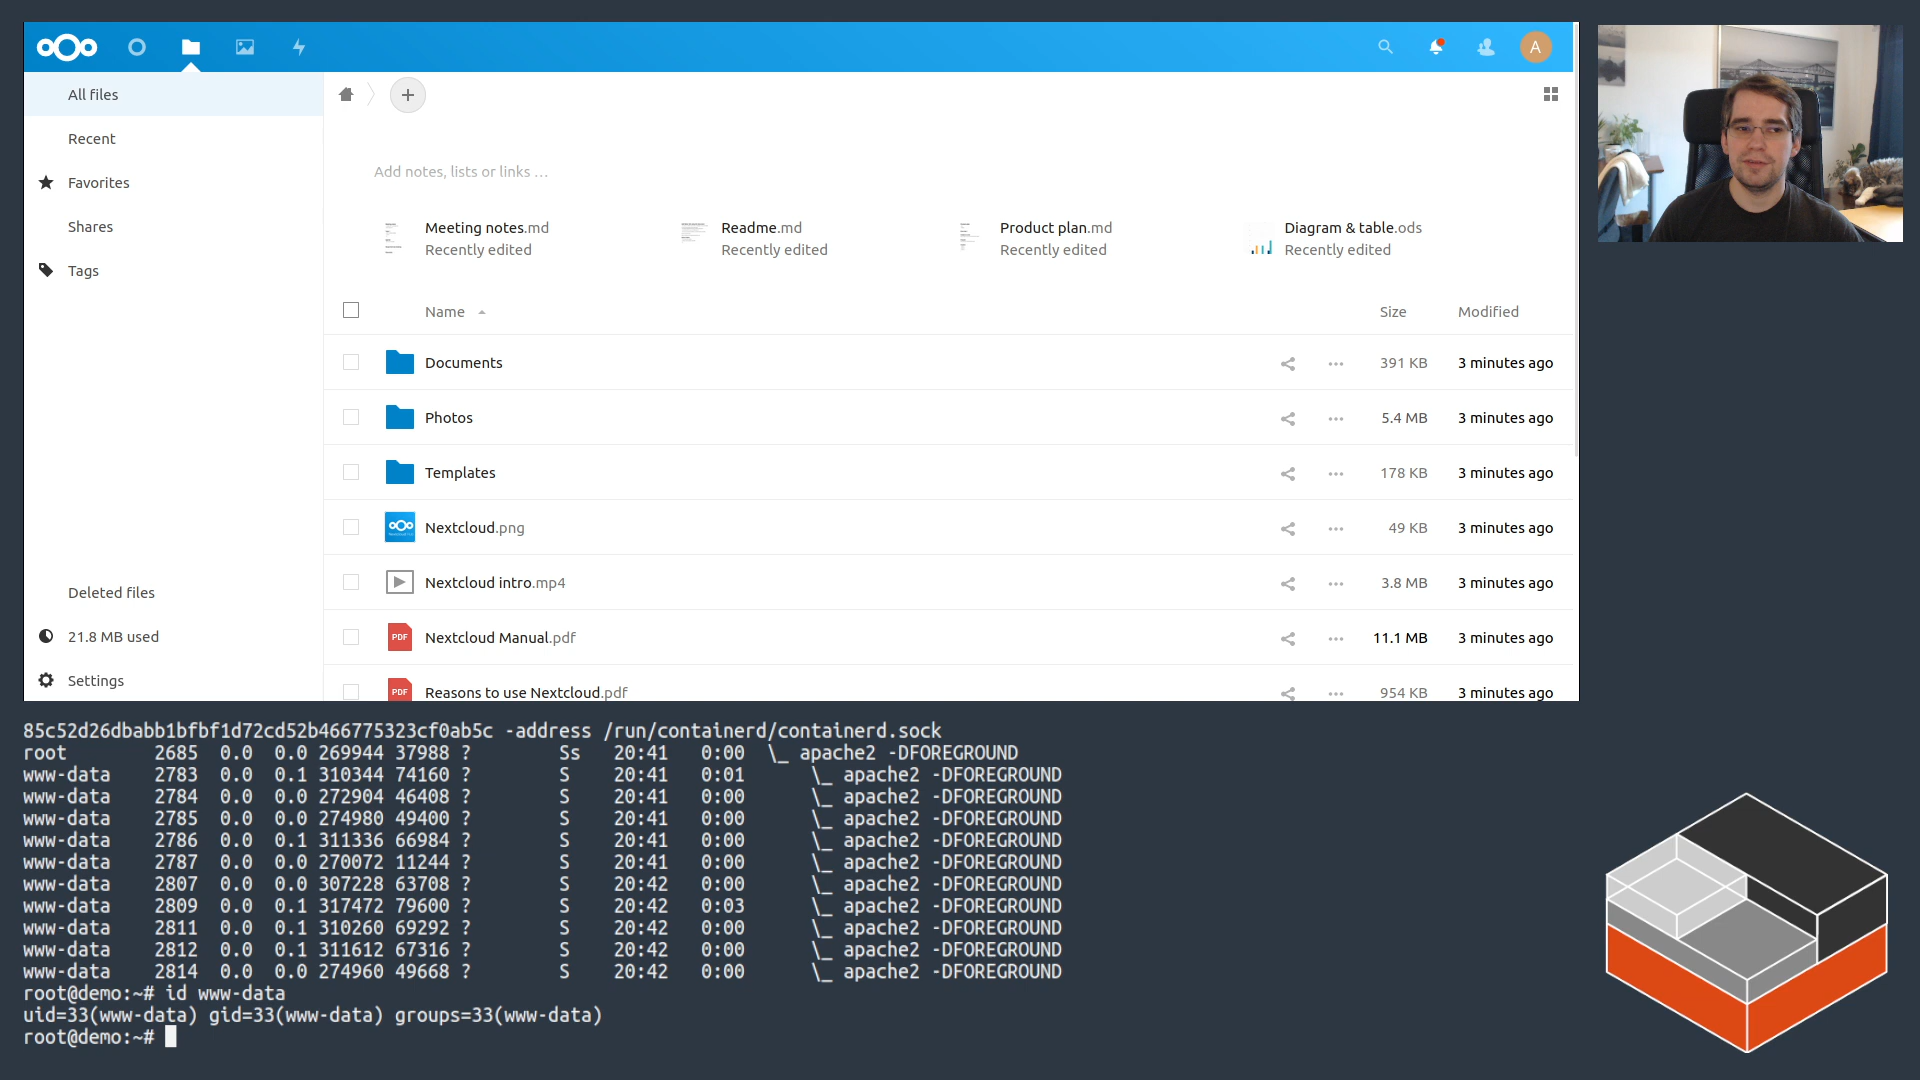 A
All files
Recent
Favorites
Shares
Tags
Deleted files
21.8 MB used
Settings
Add notes, lists or links …
Meeting notes.md
Recently edited
Readme.md
Recently edited
Product plan.md
Recently edited
Diagram & table.ods
Recently edited
Name Size Modified
Documents 391 KB 3 minutes ago
Photos 5.4 MB 3 minutes ago
Templates 178 KB 3 minutes ago
Nextcloud.png 49 KB 3 minutes ago
Nextcloud intro.mp4 3.8 MB 3 minutes ago
PDF Nextcloud Manual.pdf 11.1 MB 3 minutes ago
PDF Reasons to use Nextcloud.pdf 954 KB 3 minutes ago
85c52d26dbabb1bfbf1d72cd52b466775323cf0ab5c -address /run/containerd/containerd.sock
root        2685  0.0  0.0 269944 37988 ?        Ss   20:41   0:00  \_ apache2 -DFOREGROUND
www-data    2783  0.0  0.1 310344 74160 ?        S    20:41   0:01      \_ apache2 -DFOREGROUND
www-data    2784  0.0  0.0 272904 46408 ?        S    20:41   0:00      \_ apache2 -DFOREGROUND
www-data    2785  0.0  0.0 274980 49400 ?        S    20:41   0:00      \_ apache2 -DFOREGROUND
www-data    2786  0.0  0.1 311336 66984 ?        S    20:41   0:00      \_ apache2 -DFOREGROUND
www-data    2787  0.0  0.0 270072 11244 ?        S    20:41   0:00      \_ apache2 -DFOREGROUND
www-data    2807  0.0  0.0 307228 63708 ?        S    20:42   0:00      \_ apache2 -DFOREGROUND
www-data    2809  0.0  0.1 317472 79600 ?        S    20:42   0:03      \_ apache2 -DFOREGROUND
www-data    2811  0.0  0.1 310260 69292 ?        S    20:42   0:00      \_ apache2 -DFOREGROUND
www-data    2812  0.0  0.1 311612 67316 ?        S    20:42   0:00      \_ apache2 -DFOREGROUND
www-data    2814  0.0  0.0 274960 49668 ?        S    20:42   0:00      \_ apache2 -DFOREGROUND
root@demo:~# id www-data
uid=33(www-data) gid=33(www-data) groups=33(www-data)
root@demo:~#